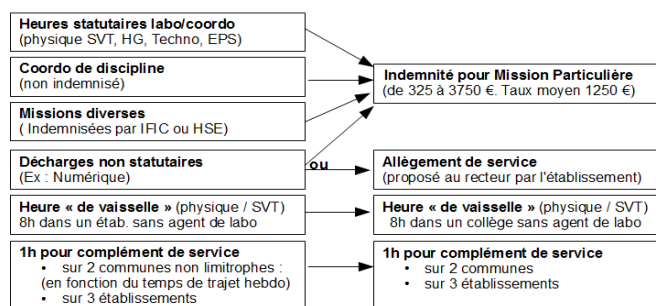 Heures statutaires labo/coordo
(physique SVT, HG, Techno, EPS)
Coordo de discipline
(non indemnisé)
Missions diverses
( Indemnisées par IFIC ou HSE)
Décharges non statutaires
(Ex : Numérique)
ou
Heure « de vaisselle » (physique / SVT)
8h dans un étab. sans agent de labo
1h pour complément de service
• sur 2 communes non limitrophes :
(en fonction du temps de trajet hebdo)
• sur 3 établissements
Indemnité pour Mission Particulière
(de 325 à 3750 €. Taux moyen 1250 €)
Allègement de service
(proposé au recteur par l'établissement)
Heure « de vaisselle » (physique / SVT)
8h dans un collège sans agent de labo
1h pour complément de service
• sur 2 communes
• sur 3 établissements